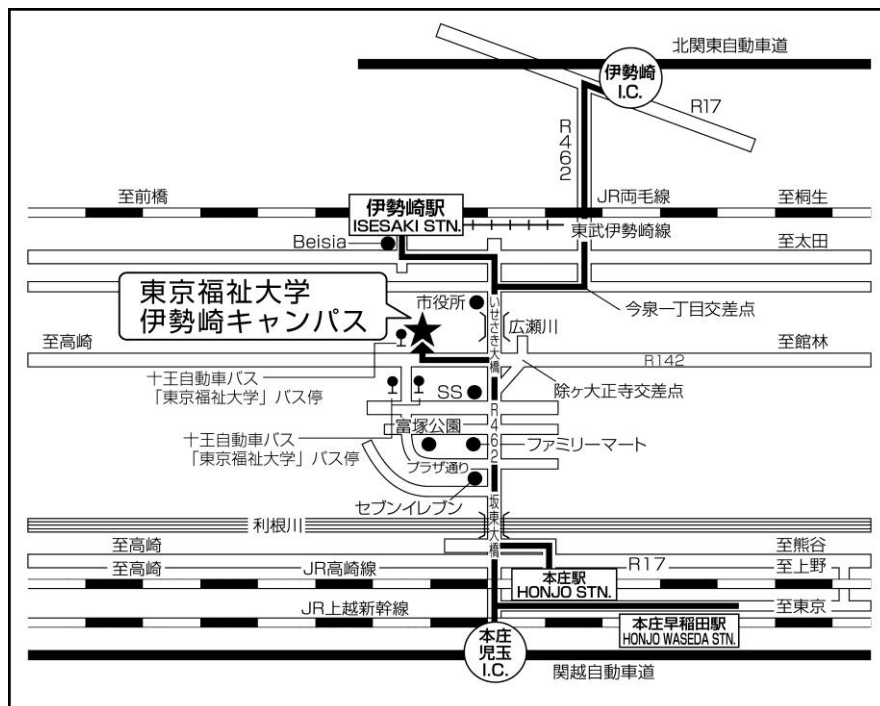 北関東自動車道
伊勢崎
I.C.
R17
R462
至前橋
伊勢崎駅
ISESAKI STN.
JR両毛線
至桐生
東武伊勢崎線
Beisia
至太田
東京福祉大学
伊勢崎キャンパス
市役所
いせさき大橋
広瀬川
今泉一丁目交差点
至高崎
至館林
R142
十王自動車バス
「東京福祉大学」バス停
SS
除ヶ大正寺交差点
R462
富塚公園
十王自動車バス
「東京福祉大学」バス停
ファミリーマート
プラザ通り
セブンイレブン
坂東大橋
利根川
至高崎
至熊谷
R17
至高崎
JR高崎線
本庄駅
HONJO STN.
至上野
JR上越新幹線
至東京
本庄早稲田駅
HONJO WASEDA STN.
本庄
児玉
I.C.
関越自動車道